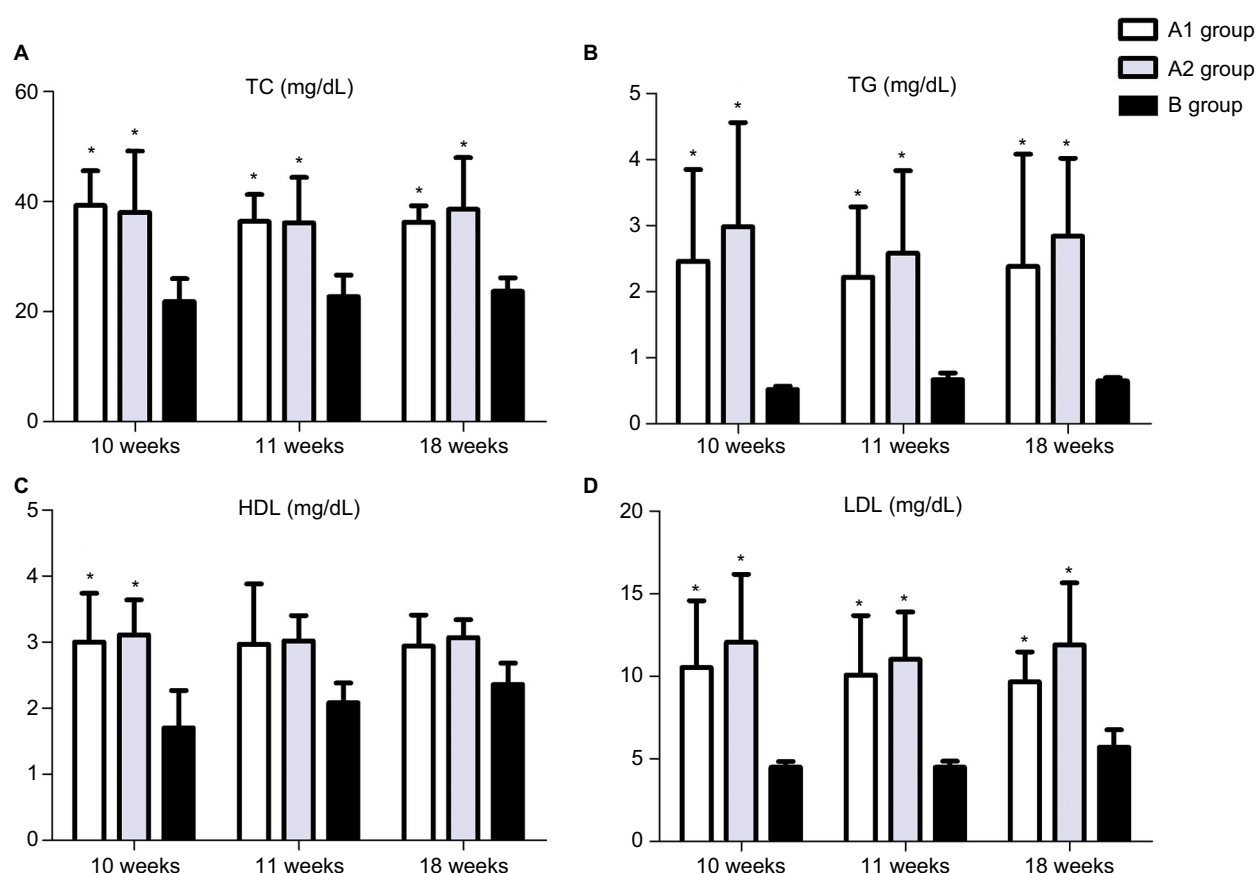 A1 group
A2 group
B group
A
TC (mg/dL)
60
40
20
0
* * * * * *
10 weeks 11 weeks 18 weeks
B
TG (mg/dL)
5
4
3
2
1
0
* * * * * *
10 weeks 11 weeks 18 weeks
C
HDL (mg/dL)
5
4
3
2
1
0
* *
10 weeks 11 weeks 18 weeks
D
LDL (mg/dL)
20
15
10
5
0
* * * * * *
10 weeks 11 weeks 18 weeks